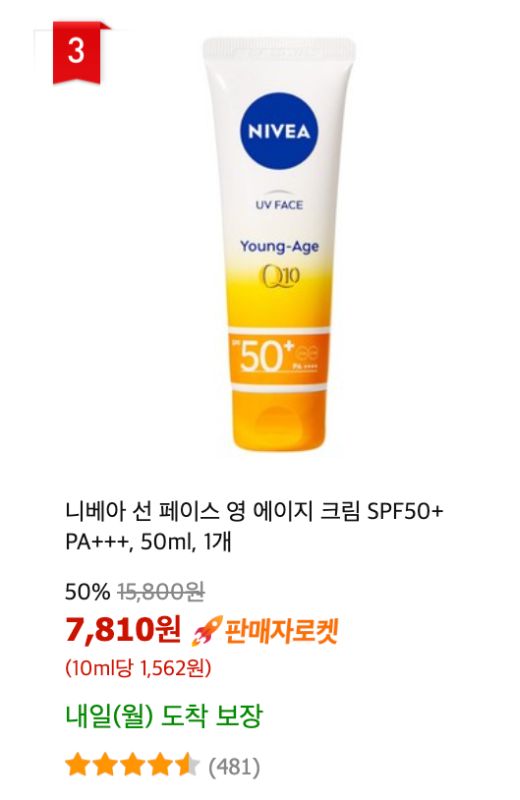 3
NIVEA
UV FACE
Young-Age
Q10
SPF 50+
PA ++++
니베아 선 페이스 영 에이지 크림 SPF50+
PA+++, 50ml, 1개
50% 15,800원
7,810원 판매자로켓
(10ml당 1,562원)
내일(월) 도착 보장
(481)